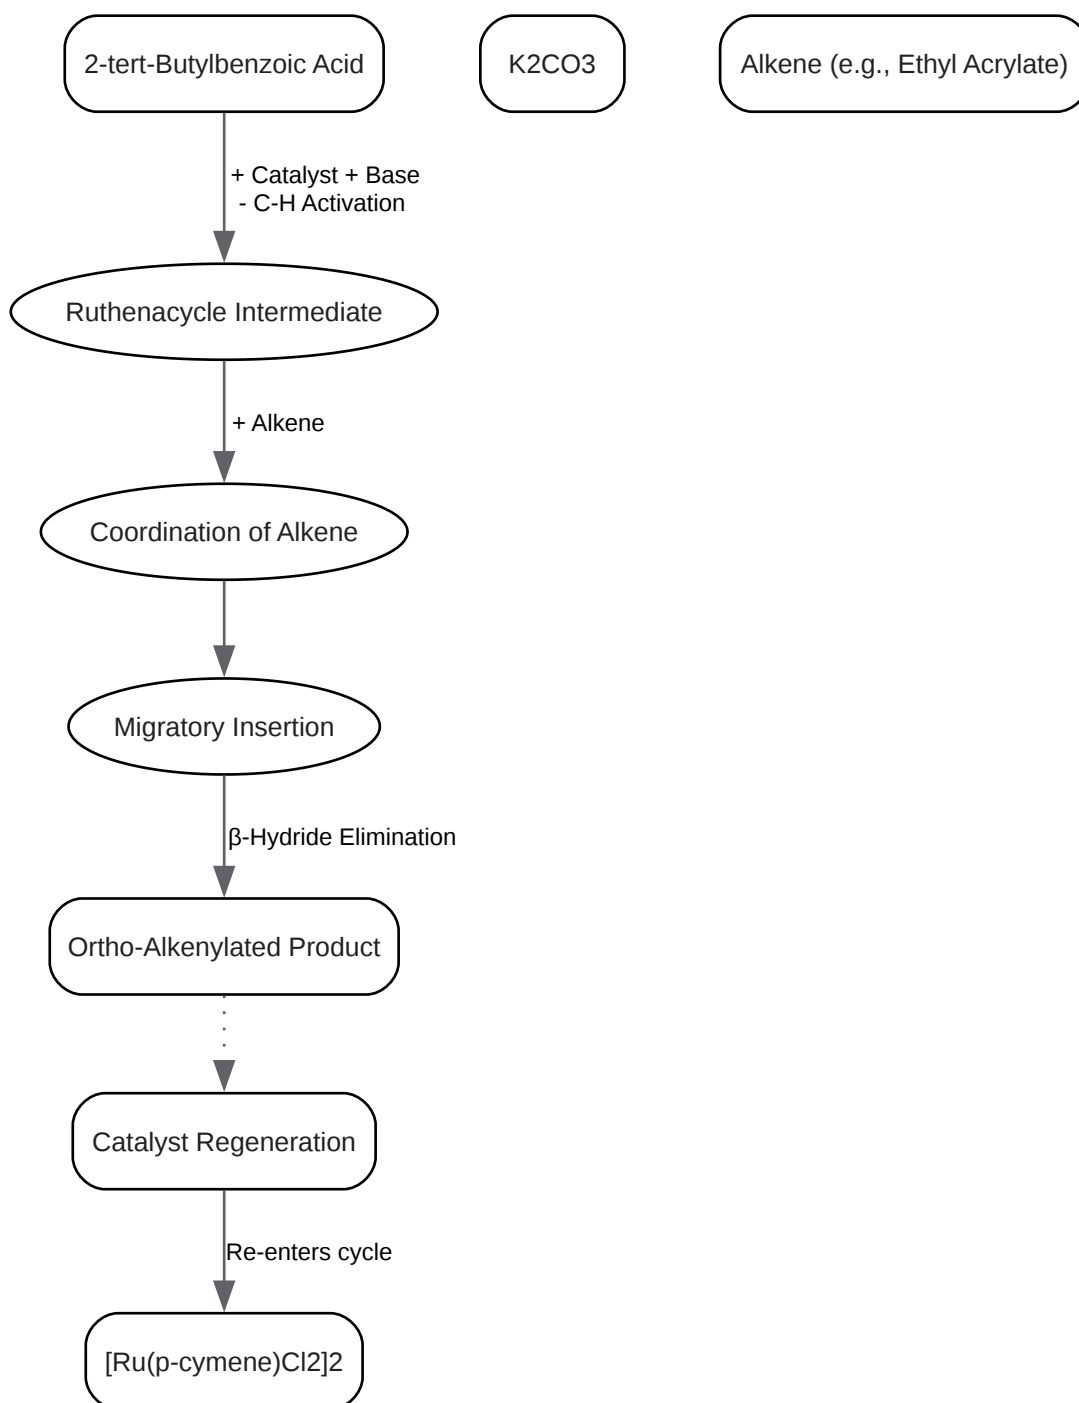 2-tert-Butylbenzoic Acid
K2CO3
Alkene (e.g., Ethyl Acrylate)
+ Catalyst + Base
- C-H Activation
Ruthenacycle Intermediate
+ Alkene
Coordination of Alkene
Migratory Insertion
β-Hydride Elimination
Ortho-Alkenylated Product
Catalyst Regeneration
Re-enters cycle
[Ru(p-cymene)Cl2]2